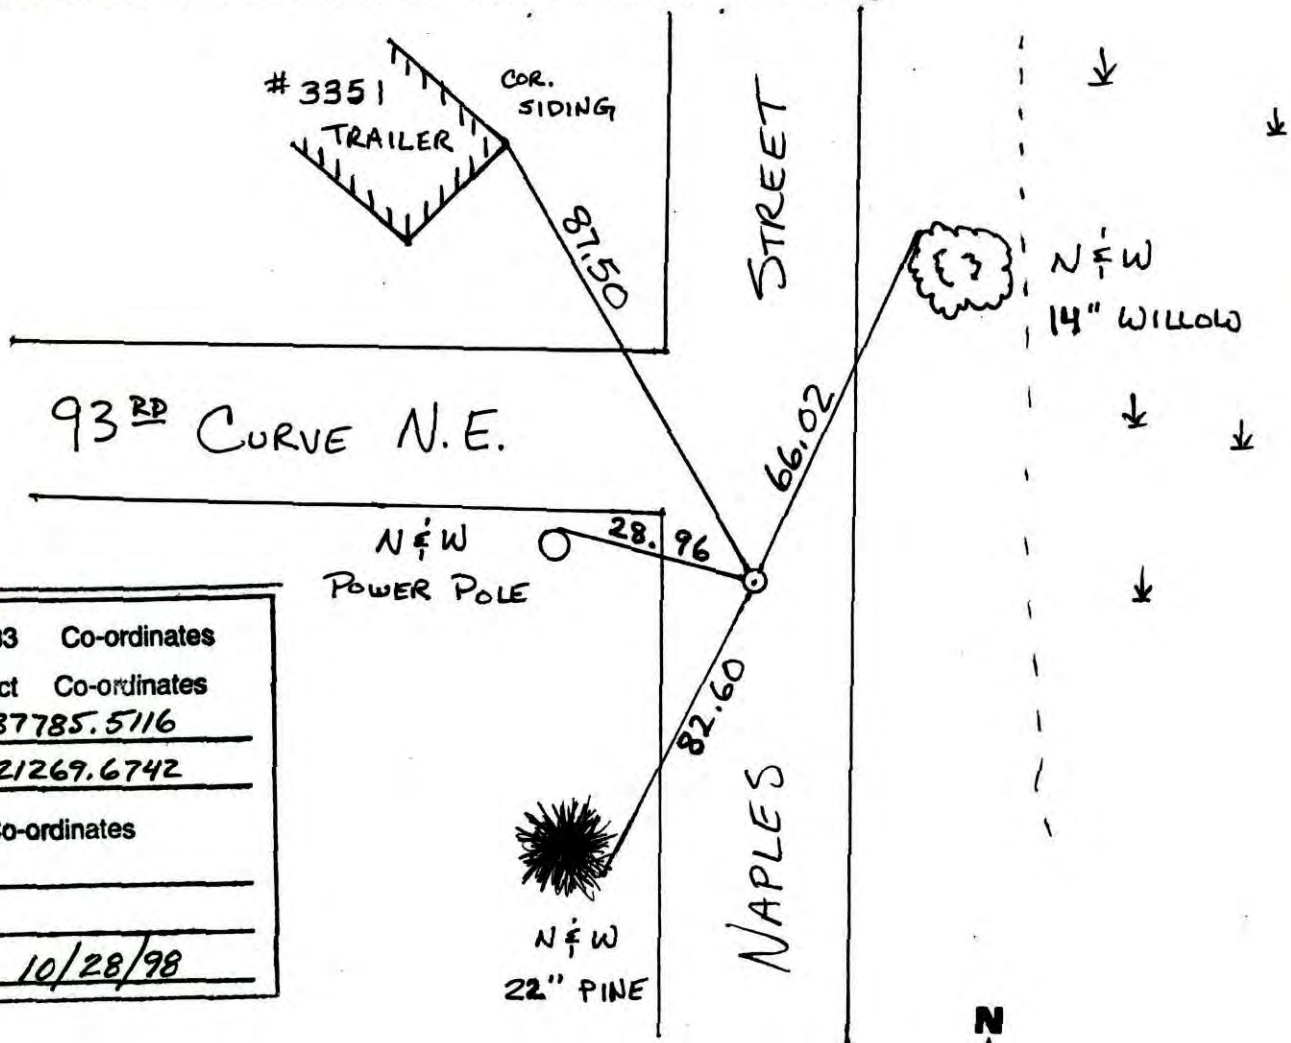 # 3351
TRAILER
COR.
SIDING
87.50
STREET
N & W
14" WILLOW
66.02
93RD CURVE N.E.
N & W
POWER POLE
28.96
82.60
NAPLES
N & W
22" PINE
Co-ordinates
ct Co-ordinates
37785.5116
21269.6742
Co-ordinates
10/28/98
N